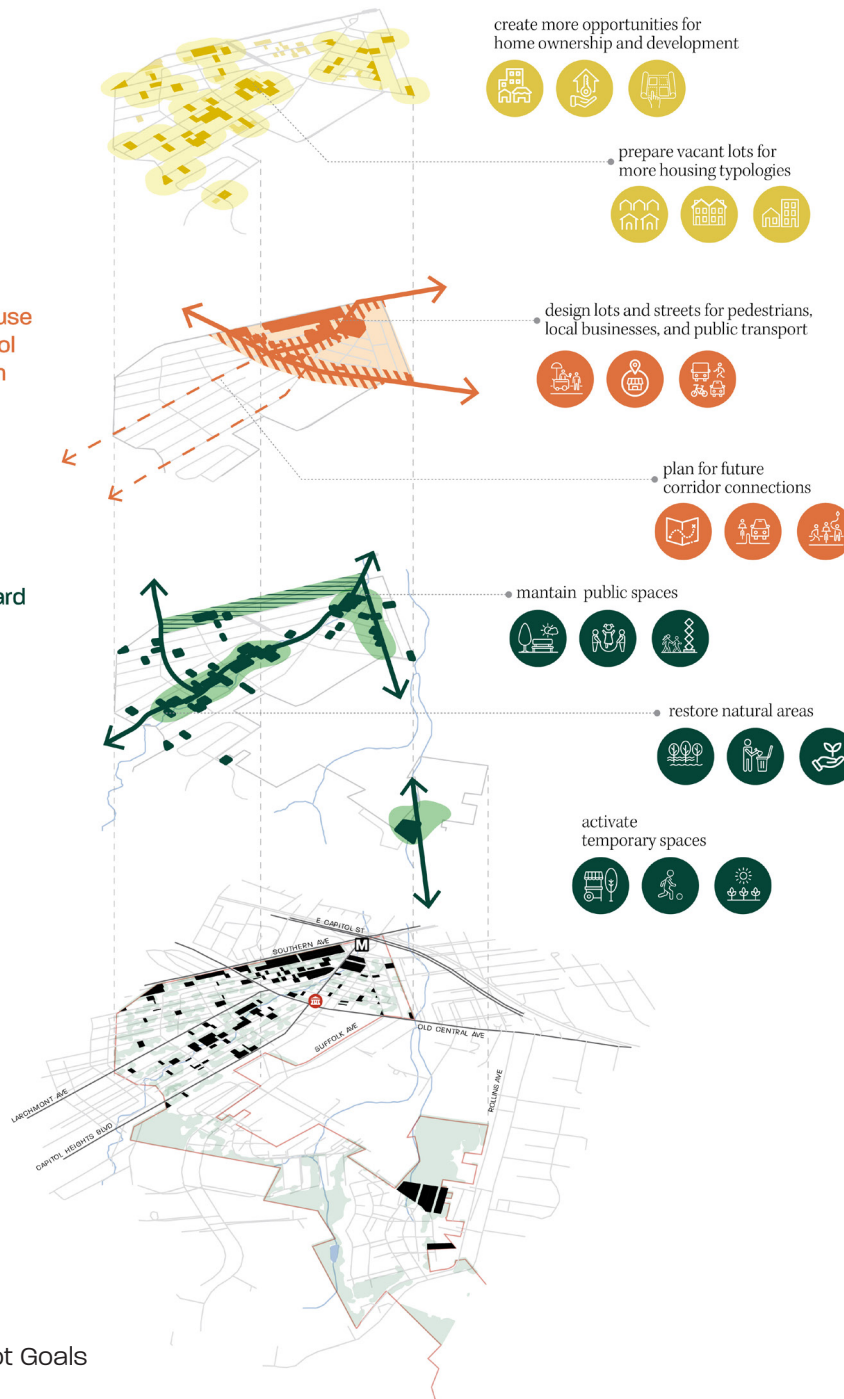 create more opportunities for
home ownership and development
prepare vacant lots for
more housing typologies
use
ol
n
design lots and streets for pedestrians,
local businesses, and public transport
plan for future
corridor connections
ard
mantain public spaces
restore natural areas
activate
temporary spaces
E CAPITOL ST
SOUTHERN AVE
M
OLD CENTRAL AVE
SUFFOLK AVE
ROLLINS AVE
LARCHMONT AVE
CAPITOL HEIGHTS BLVD
ot Goals